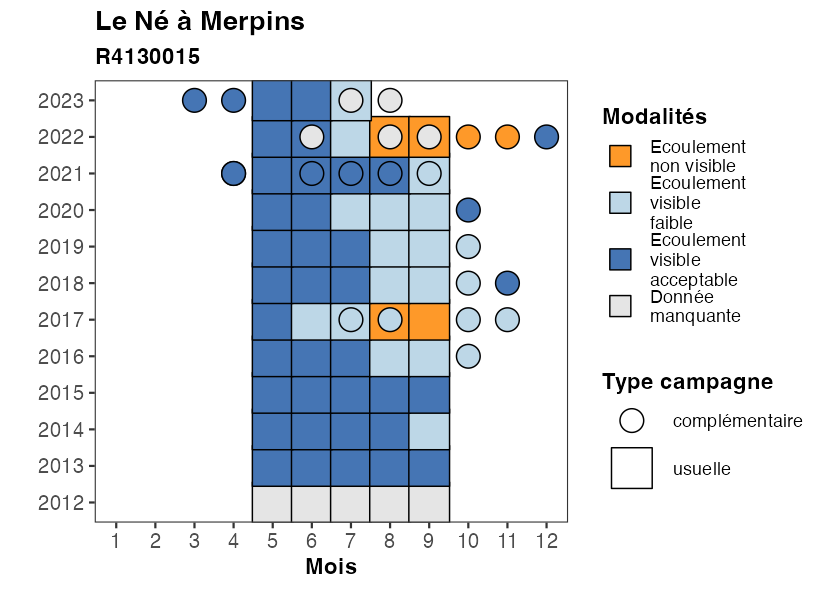 Le Né à Merpins
R4130015
2023
2022
2021
2020
2019
2018
2017
2016
2015
2014
2013
2012
1 2 3 4 5 6 7 8 9 10 11 12
Mois
Modalités
Ecoulement
non visible
Ecoulement
visible
faible
Ecoulement
visible
acceptable
Donnée
manquante
Type campagne
complémentaire
usuelle